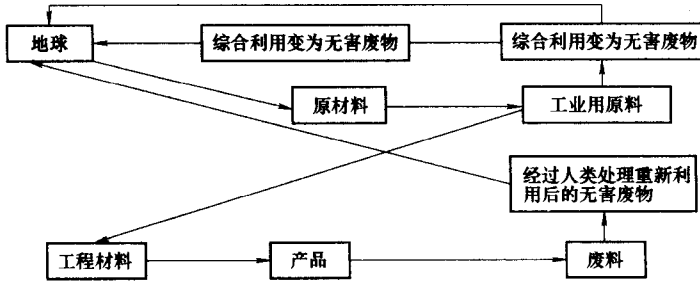 地球
综合利用变为无害废物
综合利用变为无害废物
原材料
工业用原料
经过人类处理重新利
用后的无害废物
工程材料
产品
废料